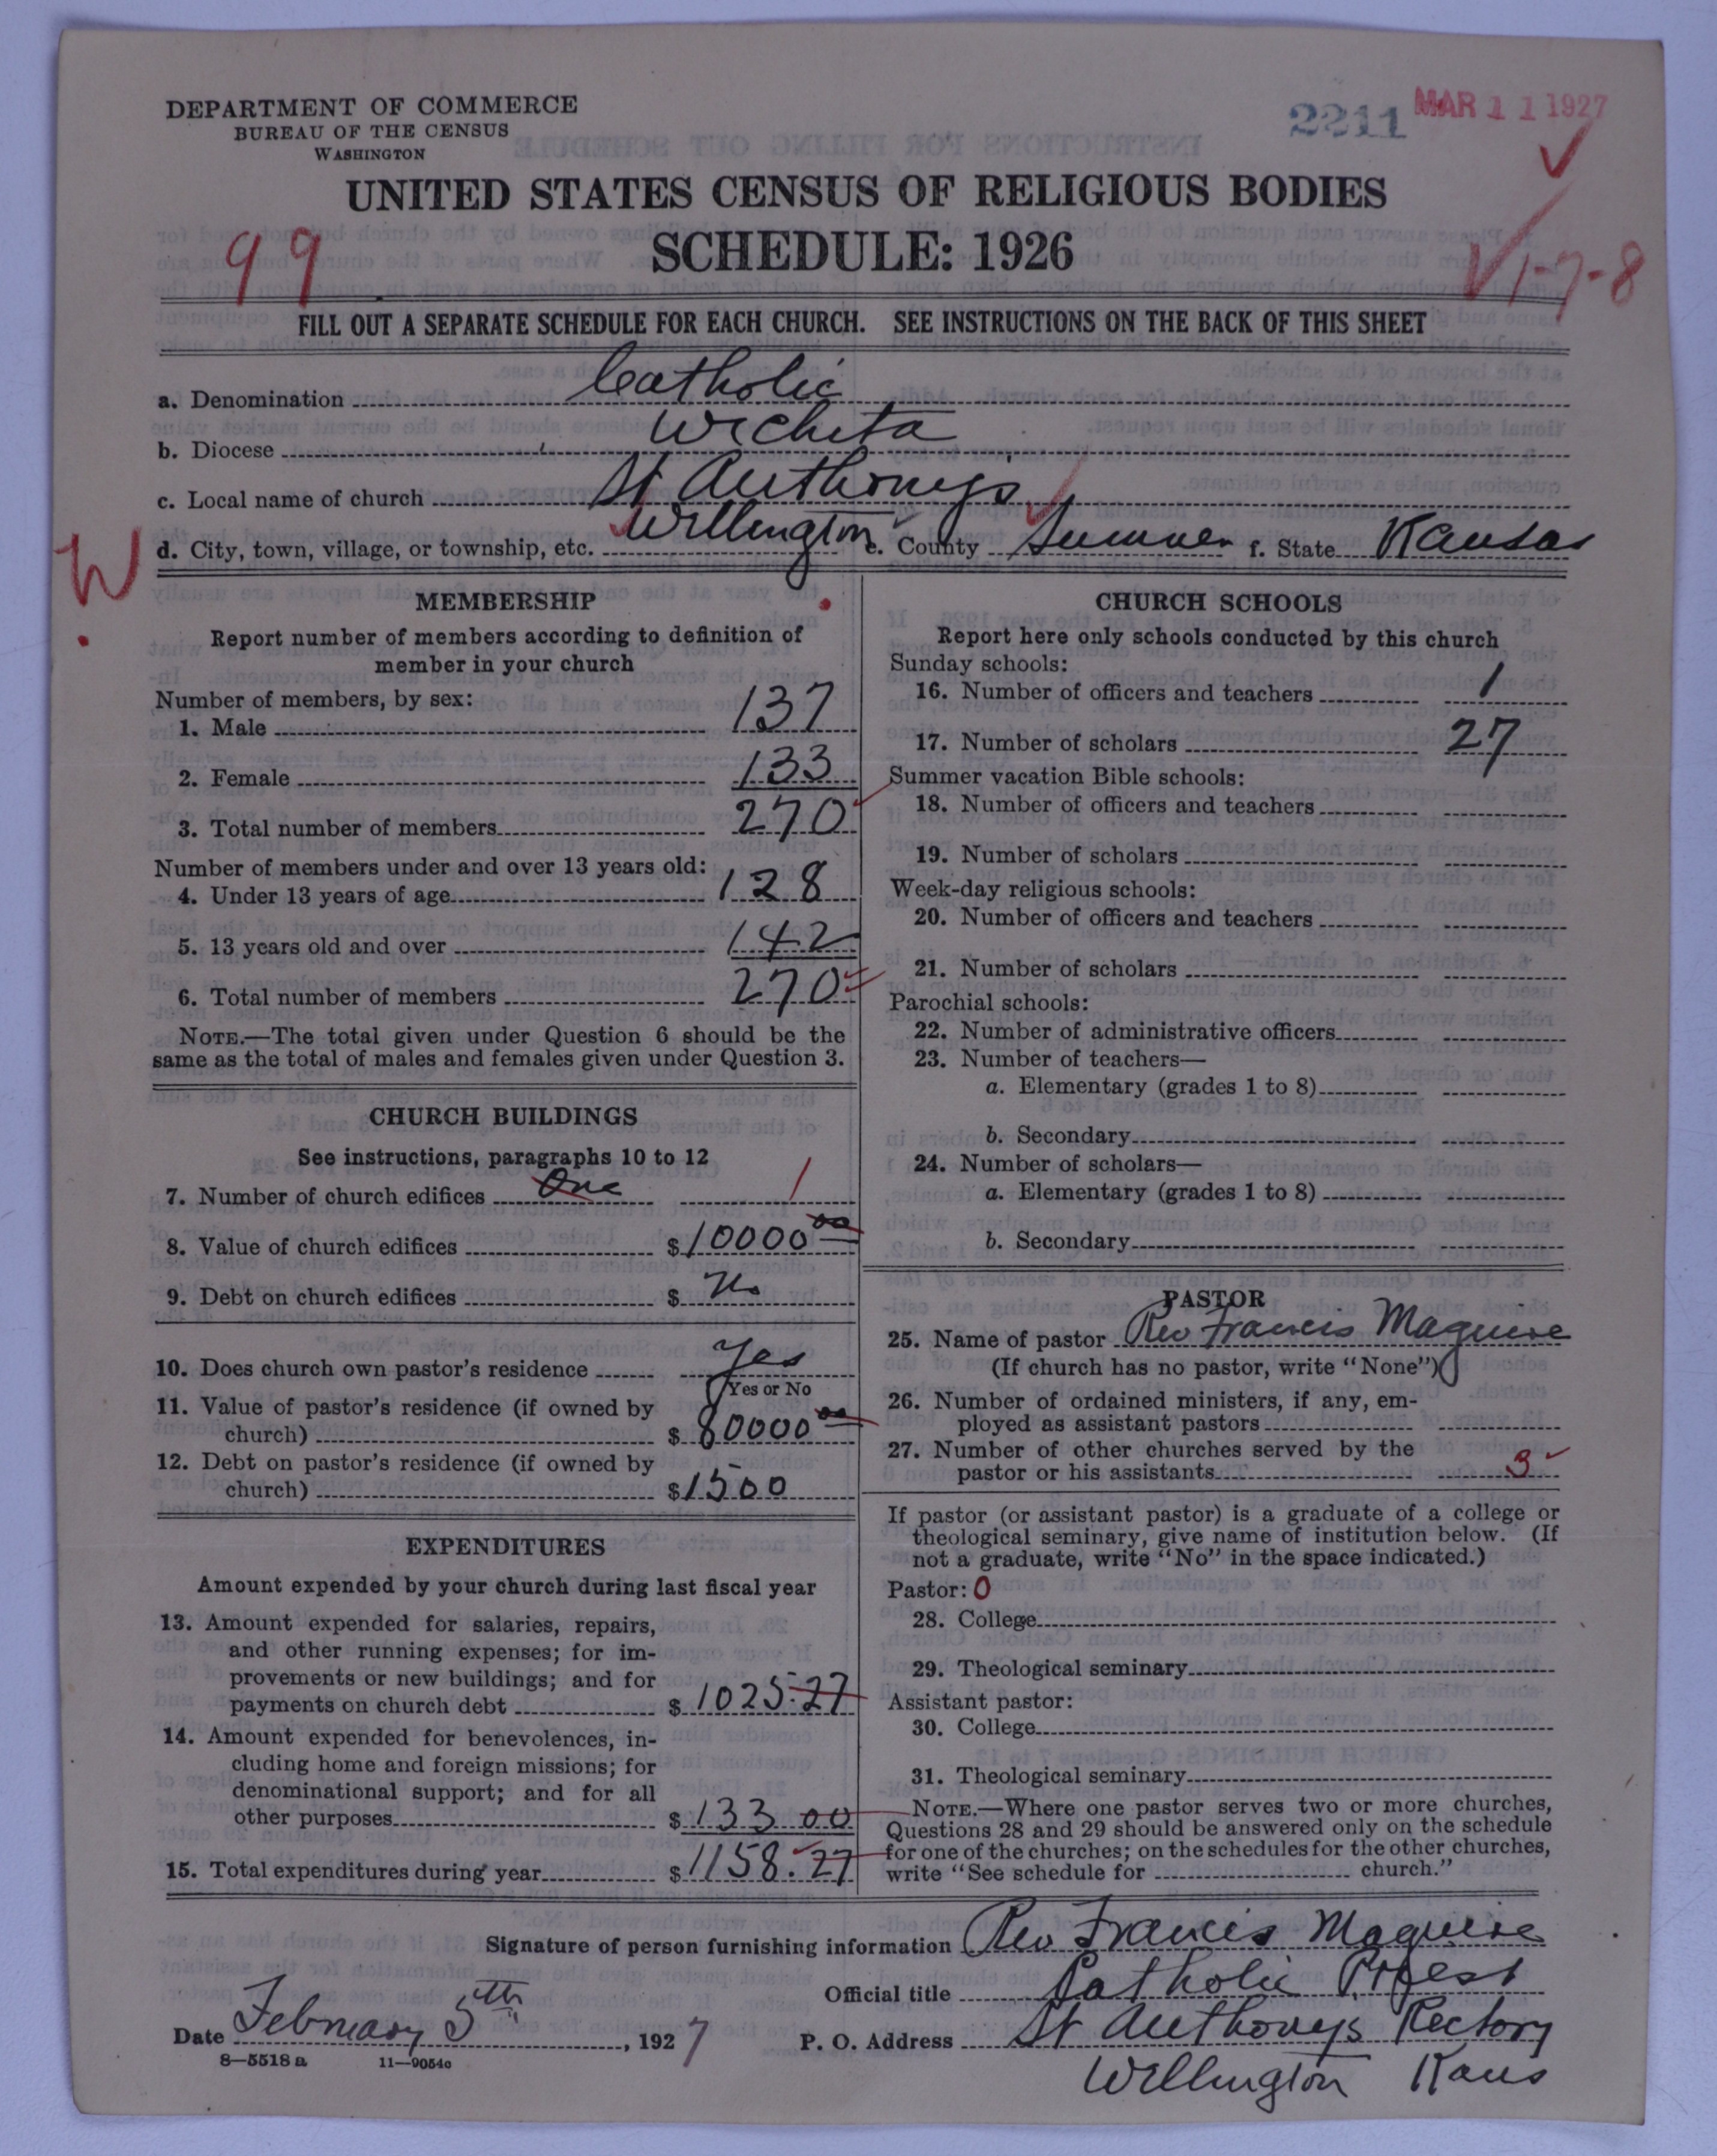 DEPARTMENT OF COMMERCE
BUREAU OF THE CENSUS
WASHINGTON
2211
MAR 11 1927
UNITED STATES CENSUS OF RELIGIOUS BODIES
SCHEDULE: 1926
99
1-7-8
FILL OUT A SEPARATE SCHEDULE FOR EACH CHURCH. SEE INSTRUCTIONS ON THE BACK OF THIS SHEET
a. Denomination Catholic
b. Diocese Wichita
c. Local name of church St Anthony's
d. City, town, village, or township, etc. Wellington e. County Sumner f. State Kansas
W
MEMBERSHIP
Report number of members according to definition of
member in your church
Number of members, by sex:
1. Male 137
2. Female 133
3. Total number of members 270
Number of members under and over 13 years old:
4. Under 13 years of age 128
5. 13 years old and over 142
6. Total number of members 270
NOTE.—The total given under Question 6 should be the
same as the total of males and females given under Question 3.
CHURCH BUILDINGS
See instructions, paragraphs 10 to 12
7. Number of church edifices One 1
8. Value of church edifices $ 10000 00
9. Debt on church edifices $ No
10. Does church own pastor's residence Yes
Yes or No
11. Value of pastor's residence (if owned by
church) $ 80000 00
12. Debt on pastor's residence (if owned by
church) $ 1500
EXPENDITURES
Amount expended by your church during last fiscal year
13. Amount expended for salaries, repairs,
and other running expenses; for im-
provements or new buildings; and for
payments on church debt $ 1025.27
14. Amount expended for benevolences, in-
cluding home and foreign missions; for
denominational support; and for all
other purposes $ 133 00
15. Total expenditures during year $ 1158.27
CHURCH SCHOOLS
Report here only schools conducted by this church
Sunday schools:
16. Number of officers and teachers 1
17. Number of scholars 27
Summer vacation Bible schools:
18. Number of officers and teachers
19. Number of scholars
Week-day religious schools:
20. Number of officers and teachers
21. Number of scholars
Parochial schools:
22. Number of administrative officers
23. Number of teachers—
a. Elementary (grades 1 to 8)
b. Secondary
24. Number of scholars—
a. Elementary (grades 1 to 8)
b. Secondary
PASTOR
25. Name of pastor Rev Francis Maguire
(If church has no pastor, write "None")
26. Number of ordained ministers, if any, em-
ployed as assistant pastors
27. Number of other churches served by the
pastor or his assistants 3
If pastor (or assistant pastor) is a graduate of a college or
theological seminary, give name of institution below. (If
not a graduate, write "No" in the space indicated.)
Pastor: 0
28. College
29. Theological seminary
Assistant pastor:
30. College
31. Theological seminary
NOTE.—Where one pastor serves two or more churches,
Questions 28 and 29 should be answered only on the schedule
for one of the churches; on the schedules for the other churches,
write "See schedule for church."
Signature of person furnishing information Rev Francis Maguire
Official title Catholic Priest
Date February 5th, 1927 P. O. Address St Anthonys Rectory
8—5518 a 11—9054c
Wellington Kans